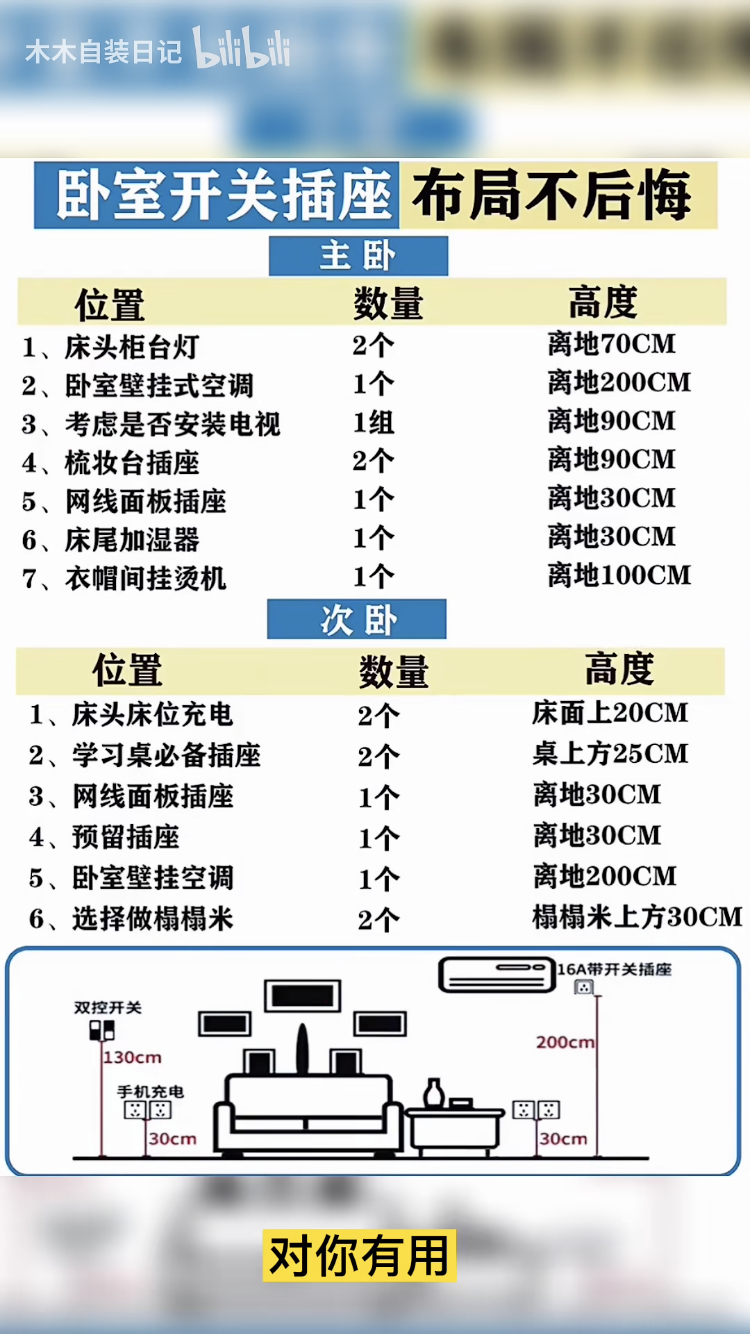 木木自装日记 bilibili
卧室开关插座 布局不后悔
主卧
位置 数量 高度
1、床头柜台灯 2个 离地70CM
2、卧室壁挂式空调 1个 离地200CM
3、考虑是否安装电视 1组 离地90CM
4、梳妆台插座 2个 离地90CM
5、网线面板插座 1个 离地30CM
6、床尾加湿器 1个 离地30CM
7、衣帽间挂烫机 1个 离地100CM
次卧
位置 数量 高度
1、床头床位充电 2个 床面上20CM
2、学习桌必备插座 2个 桌上方25CM
3、网线面板插座 1个 离地30CM
4、预留插座 1个 离地30CM
5、卧室壁挂空调 1个 离地200CM
6、选择做榻榻米 2个 榻榻米上方30CM
16A带开关插座
双控开关
200cm
130cm
手机充电
30cm 30cm
对你有用